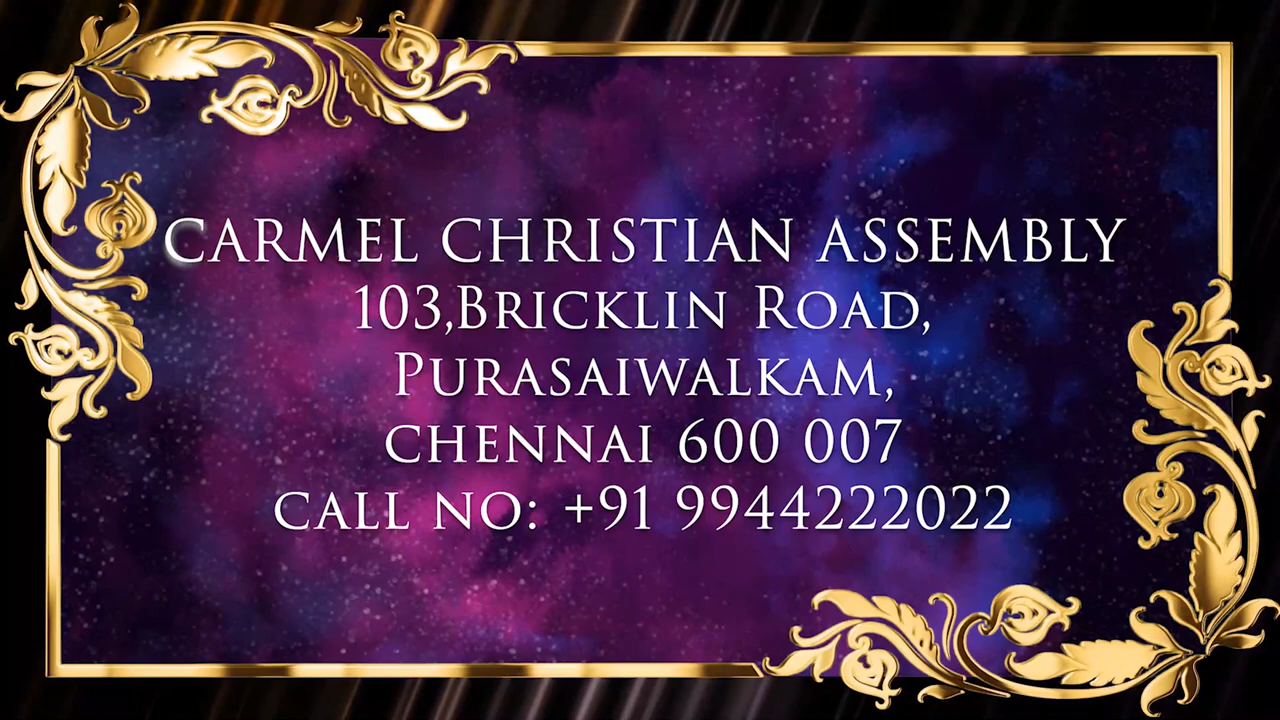 CARMEL CHRISTIAN ASSEMBLY
103,Bricklin Road,
Purasaiwalkam,
chennai 600 007
call no: +91 9944222022